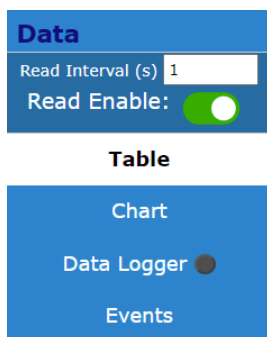 Data
Read Interval (s) 1
Read Enable:
Table
Chart
Data Logger
Events